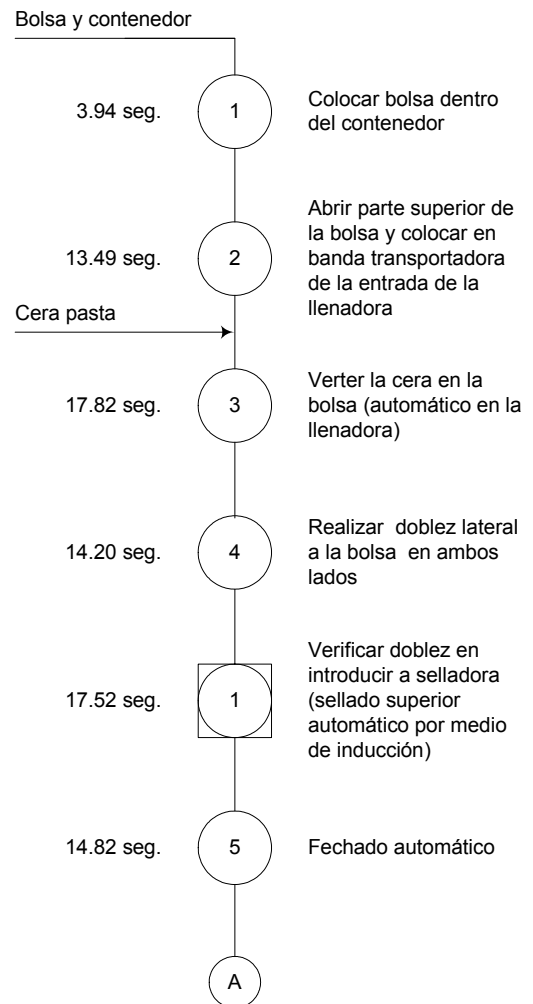 Bolsa y contenedor
3.94 seg.
1
Colocar bolsa dentro
del contenedor
13.49 seg.
2
Abrir parte superior de
la bolsa y colocar en
banda transportadora
de la entrada de la
llenadora
Cera pasta
17.82 seg.
3
Verter la cera en la
bolsa (automático en la
llenadora)
14.20 seg.
4
Realizar doblez lateral
a la bolsa en ambos
lados
17.52 seg.
1
Verificar doblez en
introducir a selladora
(sellado superior
automático por medio
de inducción)
14.82 seg.
5
Fechado automático
A